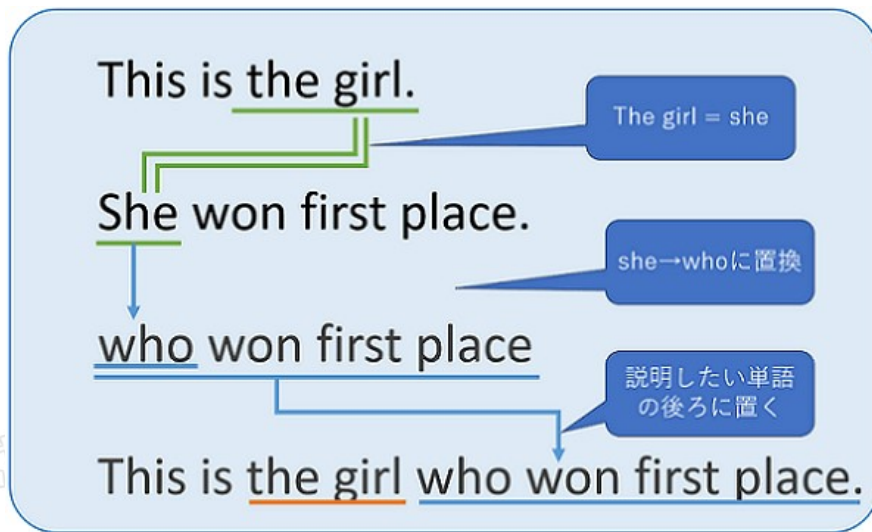 This is the girl.
The girl = she
She won first place.
she→whoに置換
who won first place
説明したい単語
の後ろに置く
This is the girl who won first place.